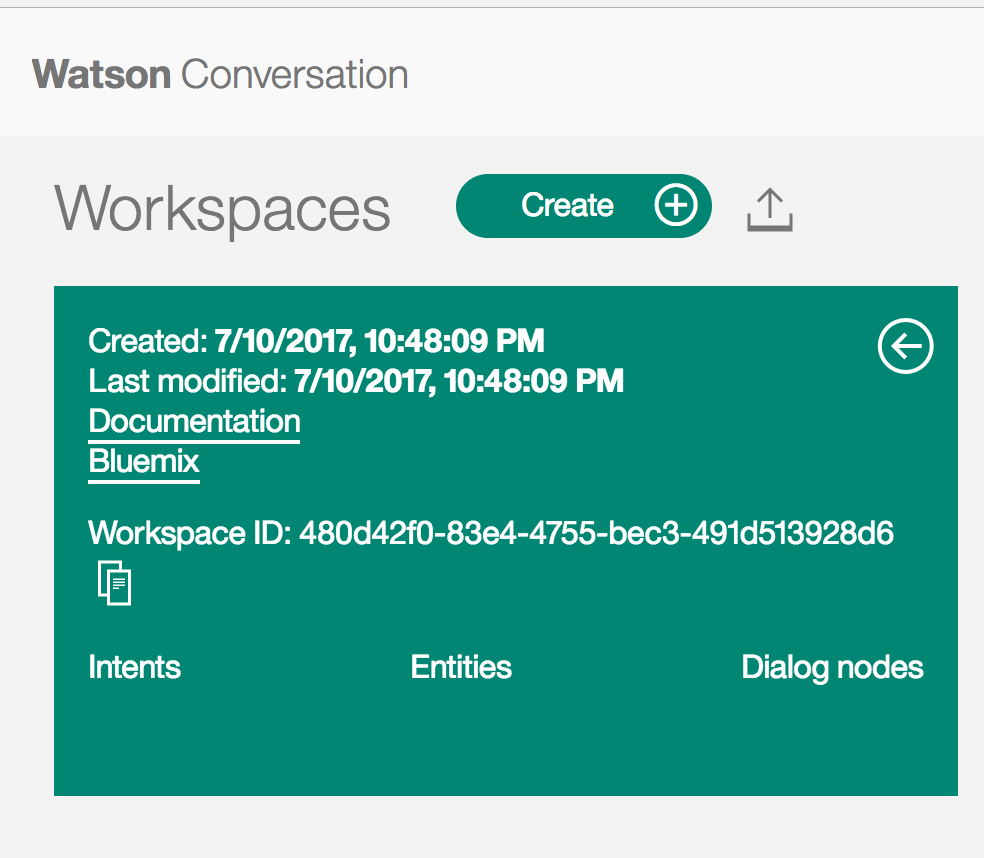 Watson Conversation
Workspaces
Create
Created: 7/10/2017, 10:48:09 PM
Last modified: 7/10/2017, 10:48:09 PM
Documentation
Bluemix
Workspace ID: 480d42f0-83e4-4755-bec3-491d513928d6
Intents Entities Dialog nodes